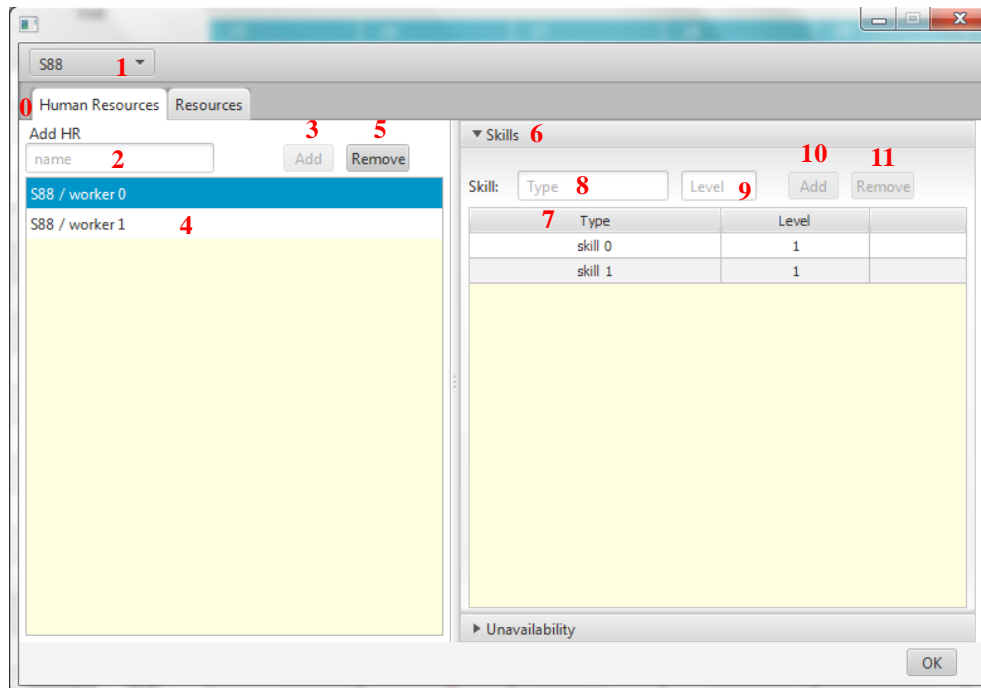 S88 1
0 Human Resources Resources
Add HR 3 5
name 2 Add Remove
S88 / worker 0
S88 / worker 1 4
Skills 6
10 11
Skill: Type 8 Level 9 Add Remove
7 Type Level
skill 0 1
skill 1 1
Unavailability
OK